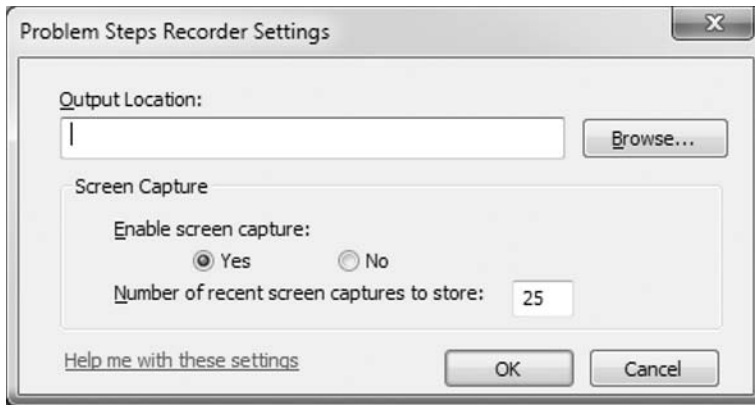 Problem Steps Recorder Settings
X
Output Location:
Browse...
Screen Capture
Enable screen capture:
Yes No
Number of recent screen captures to store: 25
Help me with these settings OK Cancel